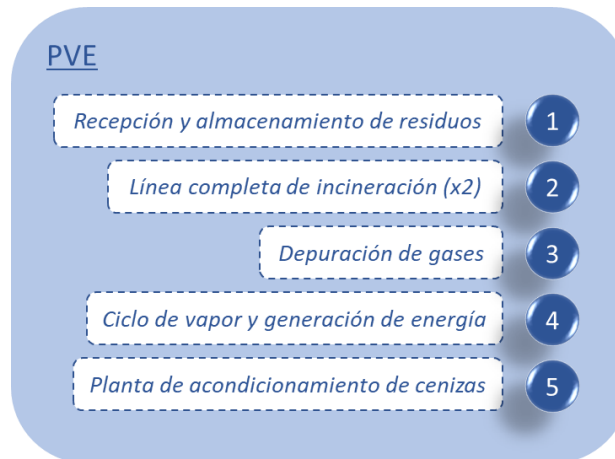 PVE
Recepción y almacenamiento de residuos 1
Línea completa de incineración (x2) 2
Depuración de gases 3
Ciclo de vapor y generación de energía 4
Planta de acondicionamiento de cenizas 5